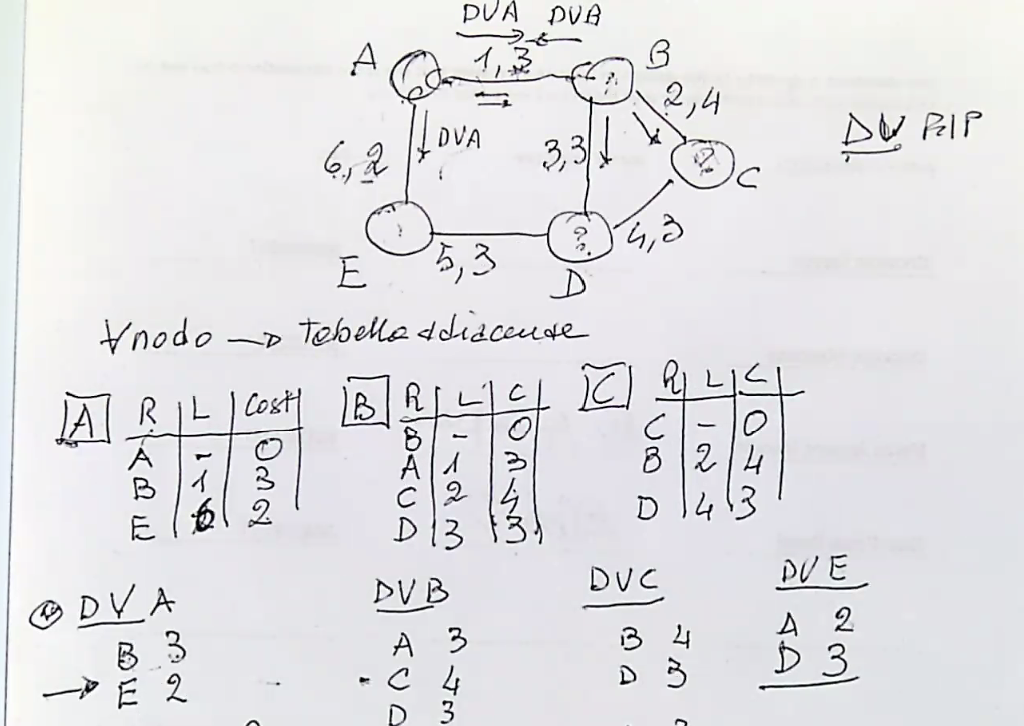 DVA DVB
A 1,3 B
2,4
DV RIP
DVA
6,2 3,3 ? C
? 4,3
E 5,3 D
∀nodo → tabella adiacenze
A R L Cost B R L C C R L C
A - 0 B - 0 C - 0
B 1 3 A 1 3 B 2 4
E 6 2 C 2 4 D 4 3
D 3 3
DVA DVB DVC DVE
B 3 A 3 B 4 A 2
→ E 2 C 4 D 3 D 3
D 3